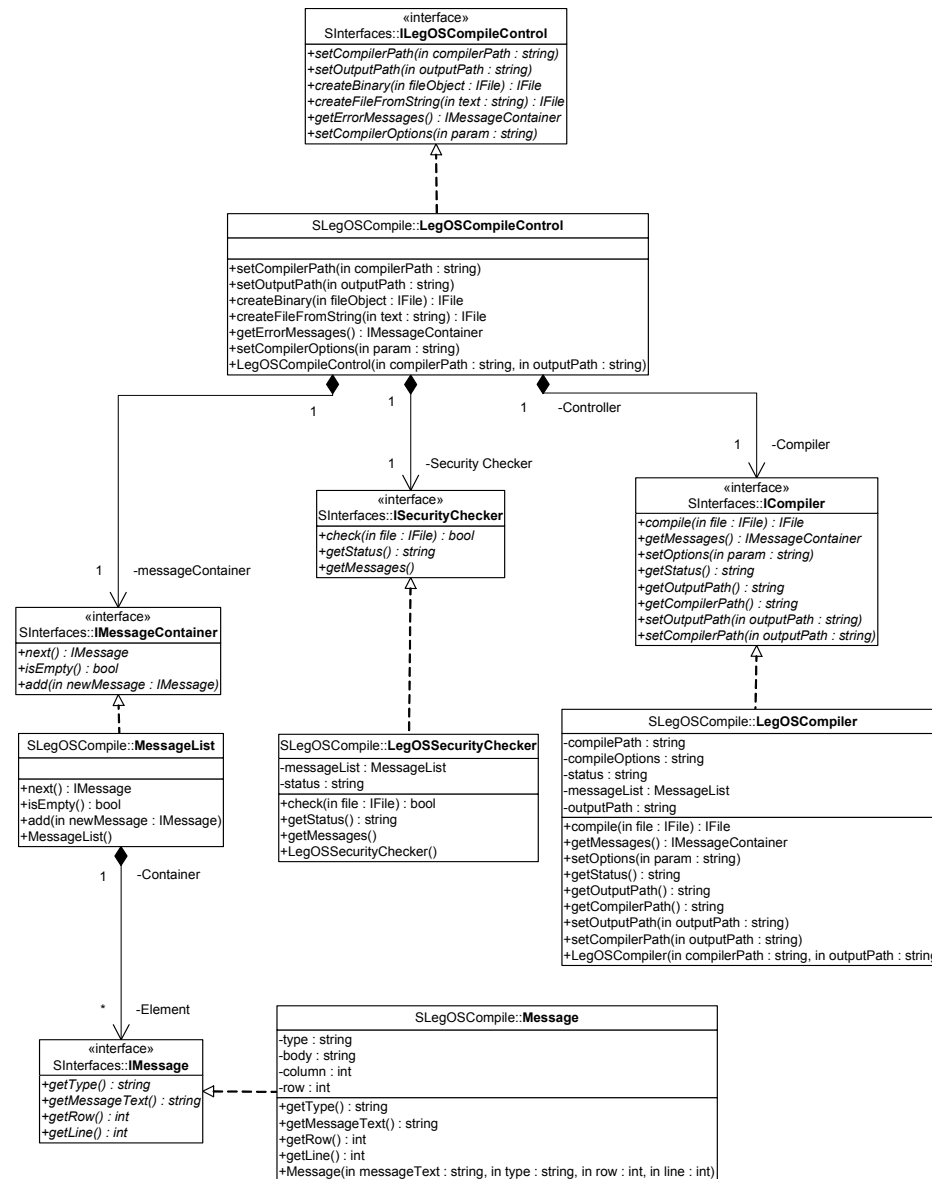 «interface»
SInterfaces::ILegOSCompileControl
+setCompilerPath(in compilerPath : string)
+setOutputPath(in outputPath : string)
+createBinary(in fileObject : IFile) : IFile
+createFileFromString(in text : string) : IFile
+getErrorMessages() : IMessageContainer
+setCompilerOptions(in param : string)
SLegOSCompile::LegOSCompileControl
+setCompilerPath(in compilerPath : string)
+setOutputPath(in outputPath : string)
+createBinary(in fileObject : IFile) : IFile
+createFileFromString(in text : string) : IFile
+getErrorMessages() : IMessageContainer
+setCompilerOptions(in param : string)
+LegOSCompileControl(in compilerPath : string, in outputPath : string)
1
1
1
-Controller
1
-Security Checker
1
-Compiler
1
-messageContainer
«interface»
SInterfaces::ISecurityChecker
+check(in file : IFile) : bool
+getStatus() : string
+getMessages()
«interface»
SInterfaces::ICompiler
+compile(in file : IFile) : IFile
+getMessages() : IMessageContainer
+setOptions(in param : string)
+getStatus() : string
+getOutputPath() : string
+getCompilerPath() : string
+setOutputPath(in outputPath : string)
+setCompilerPath(in outputPath : string)
«interface»
SInterfaces::IMessageContainer
+next() : IMessage
+isEmpty() : bool
+add(in newMessage : IMessage)
SLegOSCompile::MessageList
+next() : IMessage
+isEmpty() : bool
+add(in newMessage : IMessage)
+MessageList()
SLegOSCompile::LegOSSecurityChecker
-messageList : MessageList
-status : string
+check(in file : IFile) : bool
+getStatus() : string
+getMessages()
+LegOSSecurityChecker()
SLegOSCompile::LegOSCompiler
-compilePath : string
-compileOptions : string
-status : string
-messageList : MessageList
-outputPath : string
+compile(in file : IFile) : IFile
+getMessages() : IMessageContainer
+setOptions(in param : string)
+getStatus() : string
+getOutputPath() : string
+getCompilerPath() : string
+setOutputPath(in outputPath : string)
+setCompilerPath(in outputPath : string)
+LegOSCompiler(in compilerPath : string, in outputPath : string
1
-Container
*
-Element
«interface»
SInterfaces::IMessage
+getType() : string
+getMessageText() : string
+getRow() : int
+getLine() : int
SLegOSCompile::Message
-type : string
-body : string
-column : int
-row : int
+getType() : string
+getMessageText() : string
+getRow() : int
+getLine() : int
+Message(in messageText : string, in type : string, in row : int, in line : int)